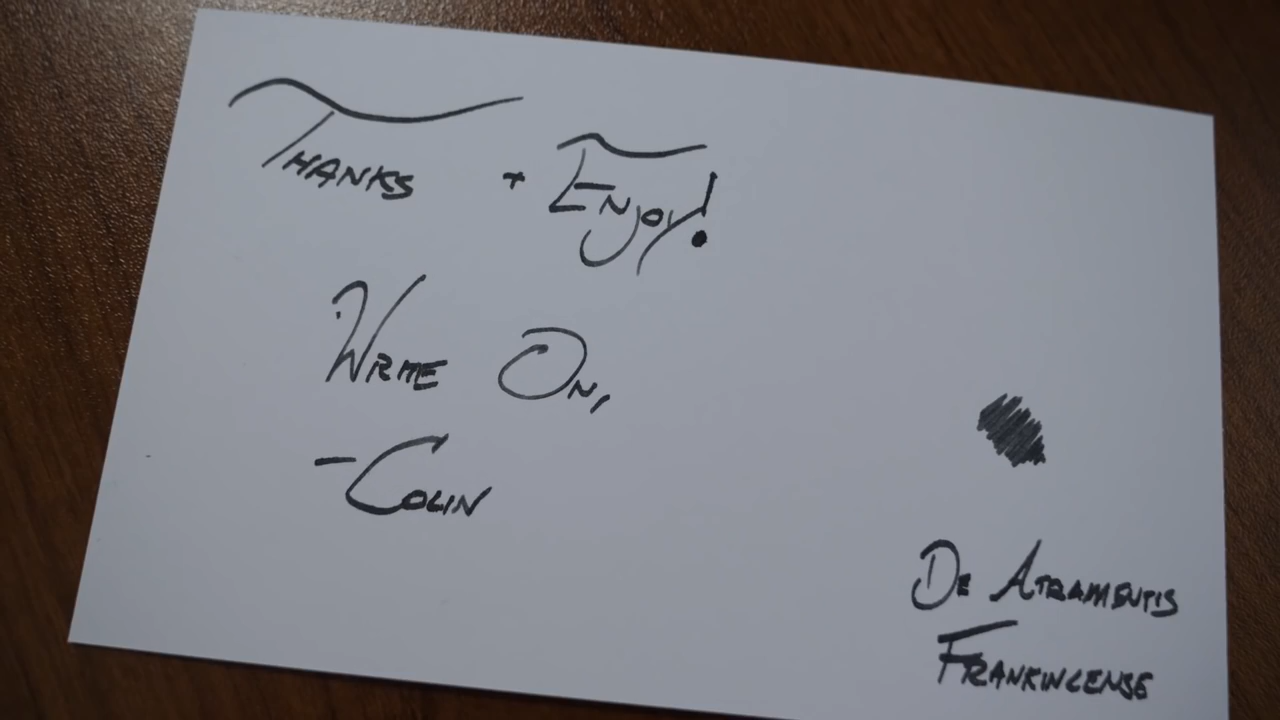 Thanks + Enjoy!
Write On,
- Colin
De Atramentis
Frankincense